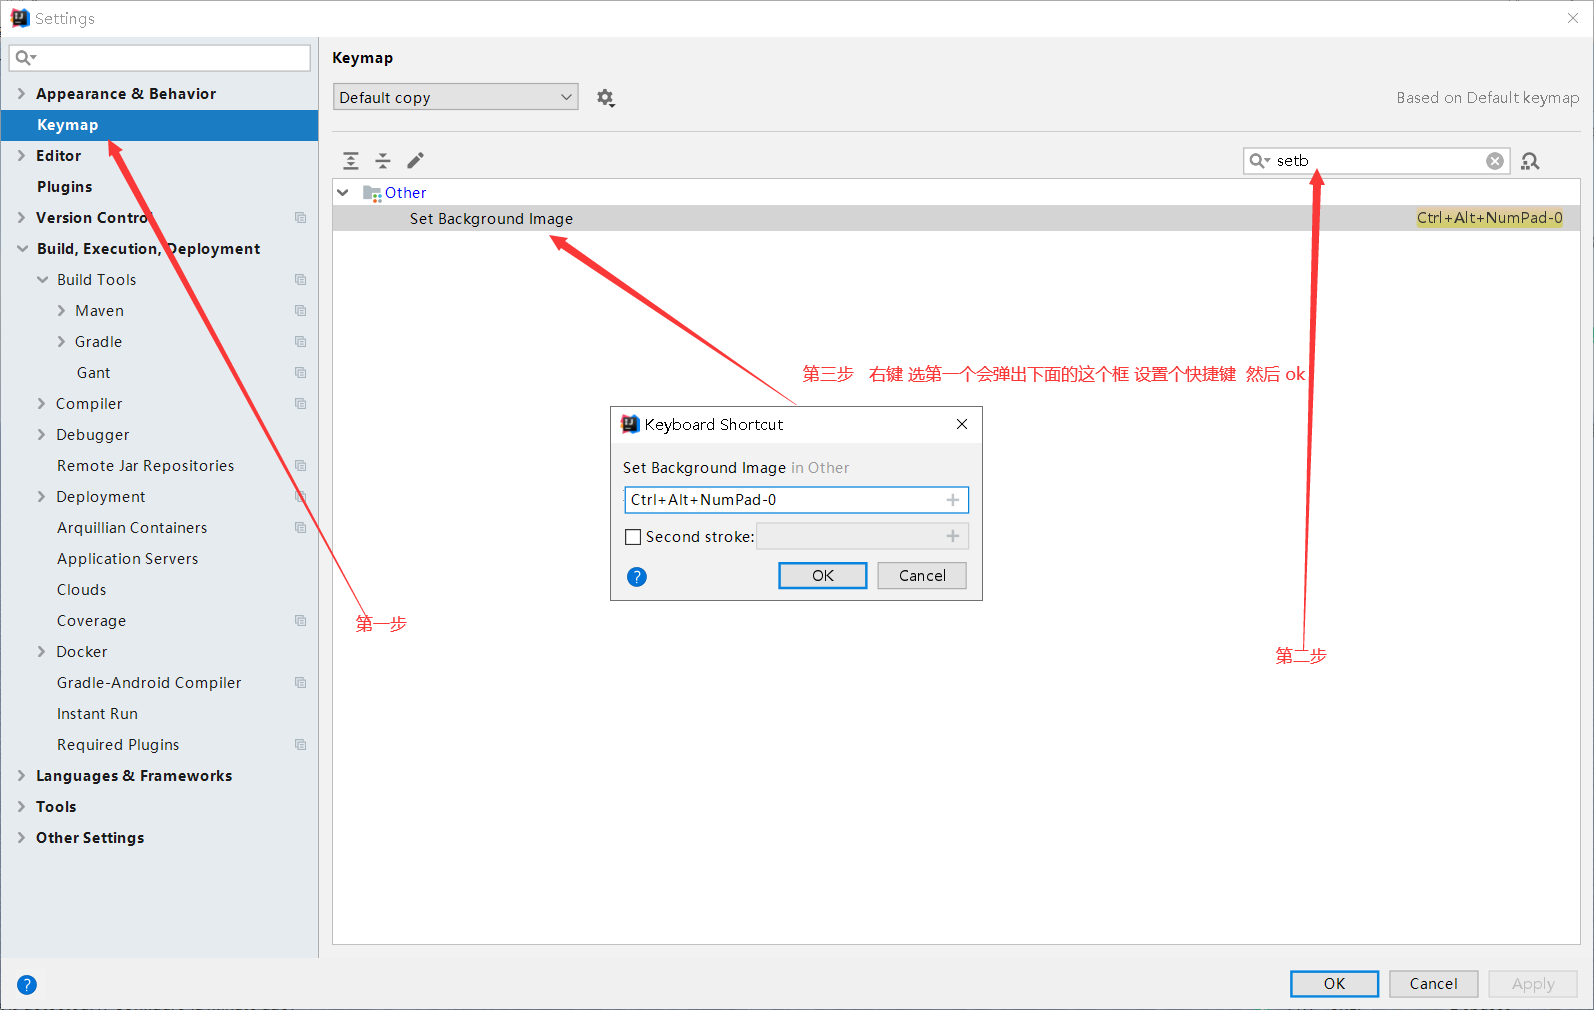 Settings
Appearance & Behavior
Keymap
Editor
Plugins
Version Control
Build, Execution, Deployment
Build Tools
Maven
Gradle
Gant
Compiler
Debugger
Remote Jar Repositories
Deployment
Arquillian Containers
Application Servers
Clouds
Coverage
Docker
Gradle-Android Compiler
Instant Run
Required Plugins
Languages & Frameworks
Tools
Other Settings
Keymap
Default copy
Based on Default keymap
setb
Other
Set Background Image
Ctrl+Alt+NumPad-0
第三步 右键 选第一个会弹出下面的这个框 设置个快捷键 然后 ok
Keyboard Shortcut
Set Background Image in Other
Ctrl+Alt+NumPad-0
Second stroke:
?
OK
Cancel
第一步
第二步
?
OK
Cancel
Apply